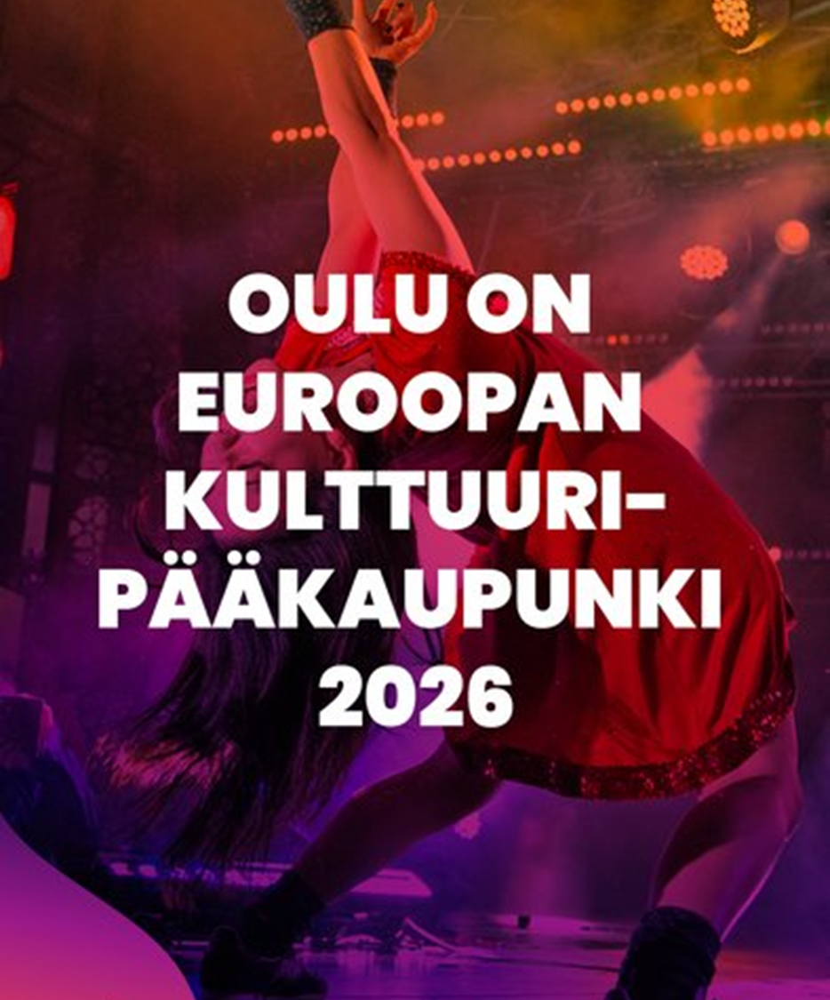 OULU ON
EUROOPAN
KULTTUURI-
PÄÄKAUPUNKI
2026